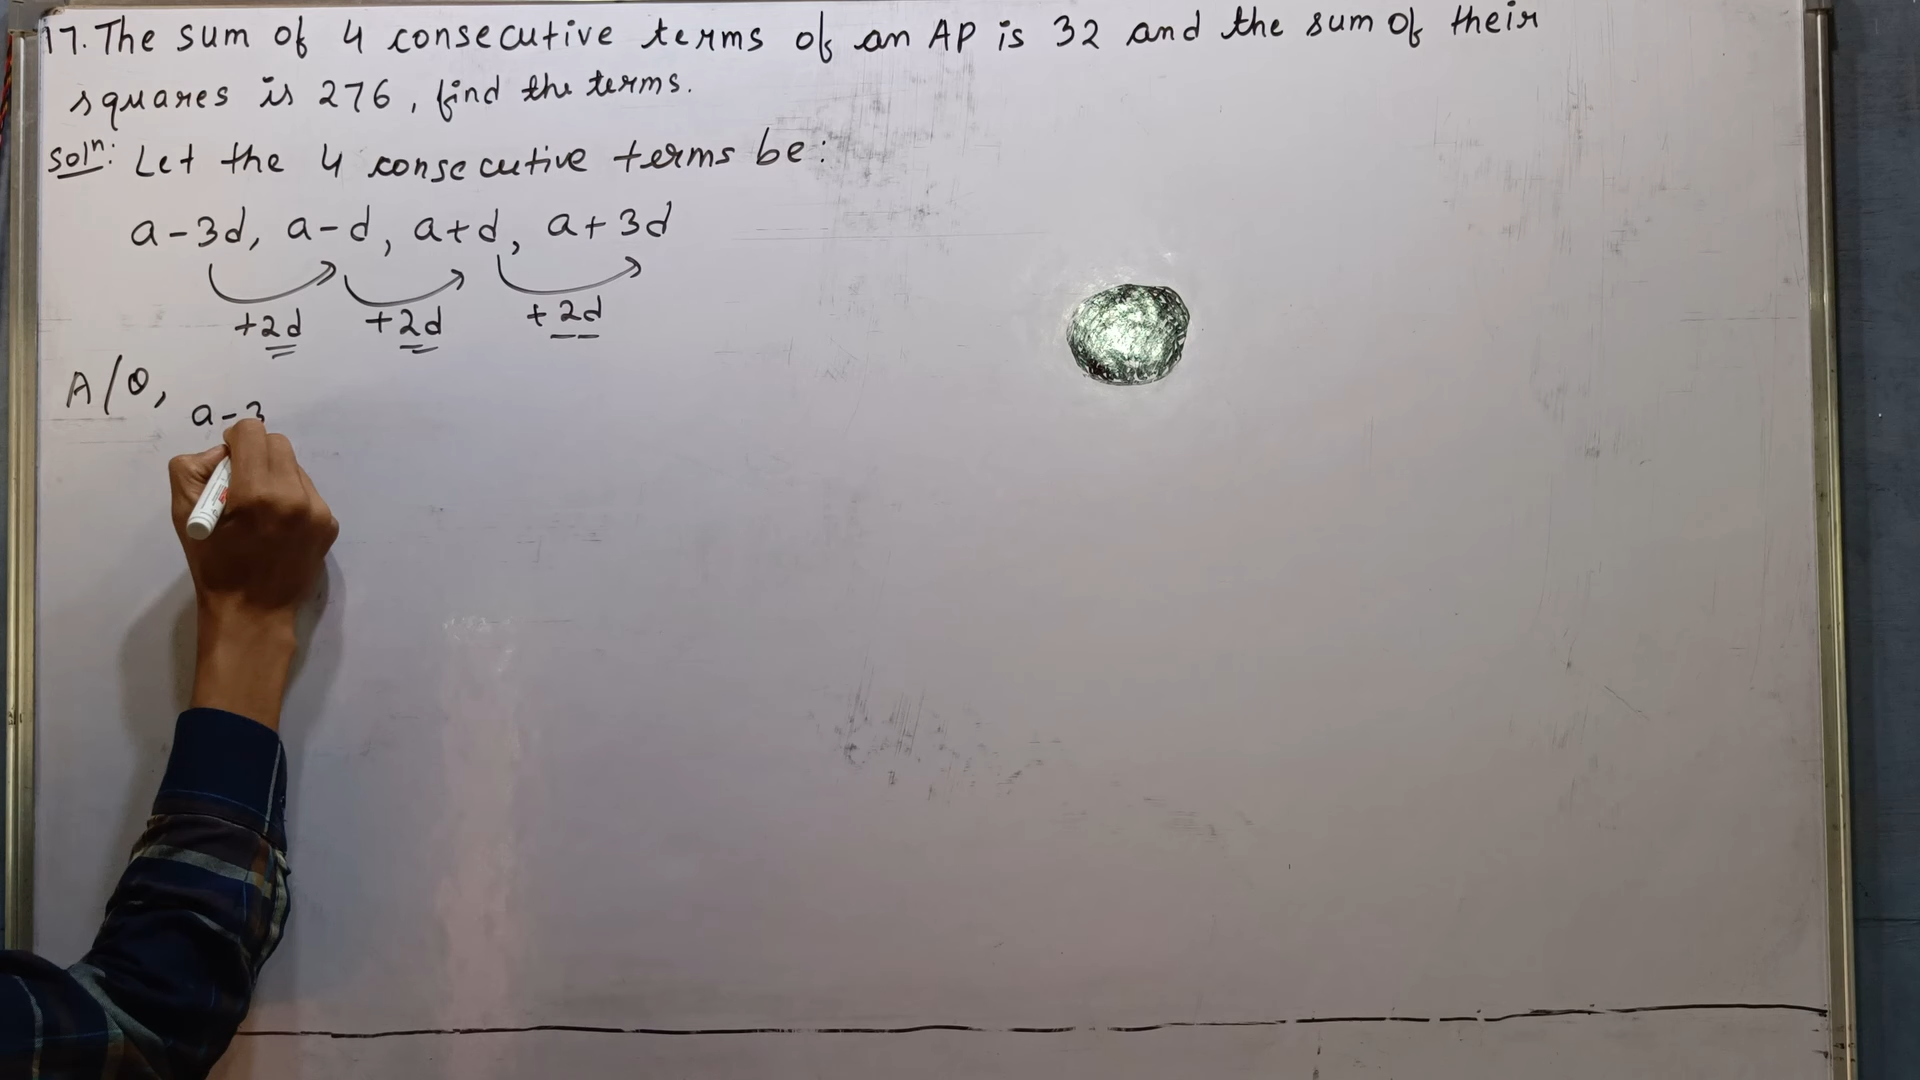 17. The sum of 4 consecutive terms of an AP is 32 and the sum of their
squares is 276, find the terms.
Solⁿ: Let the 4 consecutive terms be:
a-3d, a-d, a+d, a+3d
+2d +2d +2d
A/Q,
a-3